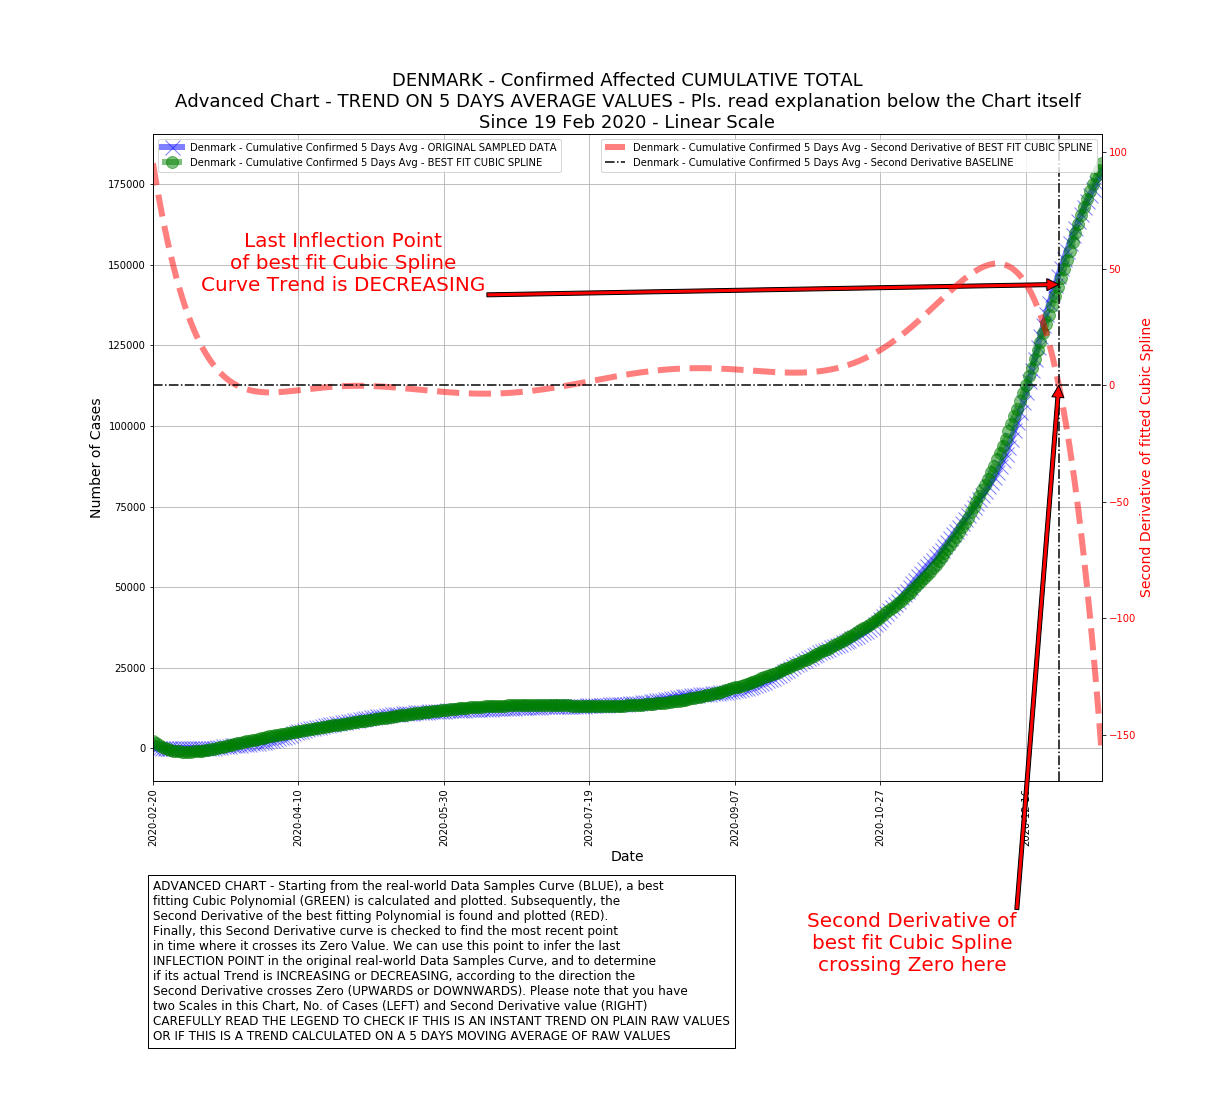 DENMARK - Confirmed Affected CUMULATIVE TOTAL
Advanced Chart - TREND ON 5 DAYS AVERAGE VALUES - Pls. read explanation below the Chart itself
Since 19 Feb 2020 - Linear Scale
Denmark - Cumulative Confirmed 5 Days Avg - ORIGINAL SAMPLED DATA
Denmark - Cumulative Confirmed 5 Days Avg - BEST FIT CUBIC SPLINE
Denmark - Cumulative Confirmed 5 Days Avg - Second Derivative of BEST FIT CUBIC SPLINE
Denmark - Cumulative Confirmed 5 Days Avg - Second Derivative BASELINE
Last Inflection Point
of best fit Cubic Spline
Curve Trend is DECREASING
Number of Cases
175000
150000
125000
100000
75000
50000
25000
0
100
50
0
−50
−100
−150
Second Derivative of fitted Cubic Spline
2020-02-20
2020-04-10
2020-05-30
2020-07-19
2020-09-07
2020-10-27
2020-12-16
Date
ADVANCED CHART - Starting from the real-world Data Samples Curve (BLUE), a best
fitting Cubic Polynomial (GREEN) is calculated and plotted. Subsequently, the
Second Derivative of the best fitting Polynomial is found and plotted (RED).
Finally, this Second Derivative curve is checked to find the most recent point
in time where it crosses its Zero Value. We can use this point to infer the last
INFLECTION POINT in the original real-world Data Samples Curve, and to determine
if its actual Trend is INCREASING or DECREASING, according to the direction the
Second Derivative crosses Zero (UPWARDS or DOWNWARDS). Please note that you have
two Scales in this Chart, No. of Cases (LEFT) and Second Derivative value (RIGHT)
CAREFULLY READ THE LEGEND TO CHECK IF THIS IS AN INSTANT TREND ON PLAIN RAW VALUES
OR IF THIS IS A TREND CALCULATED ON A 5 DAYS MOVING AVERAGE OF RAW VALUES
Second Derivative of
best fit Cubic Spline
crossing Zero here